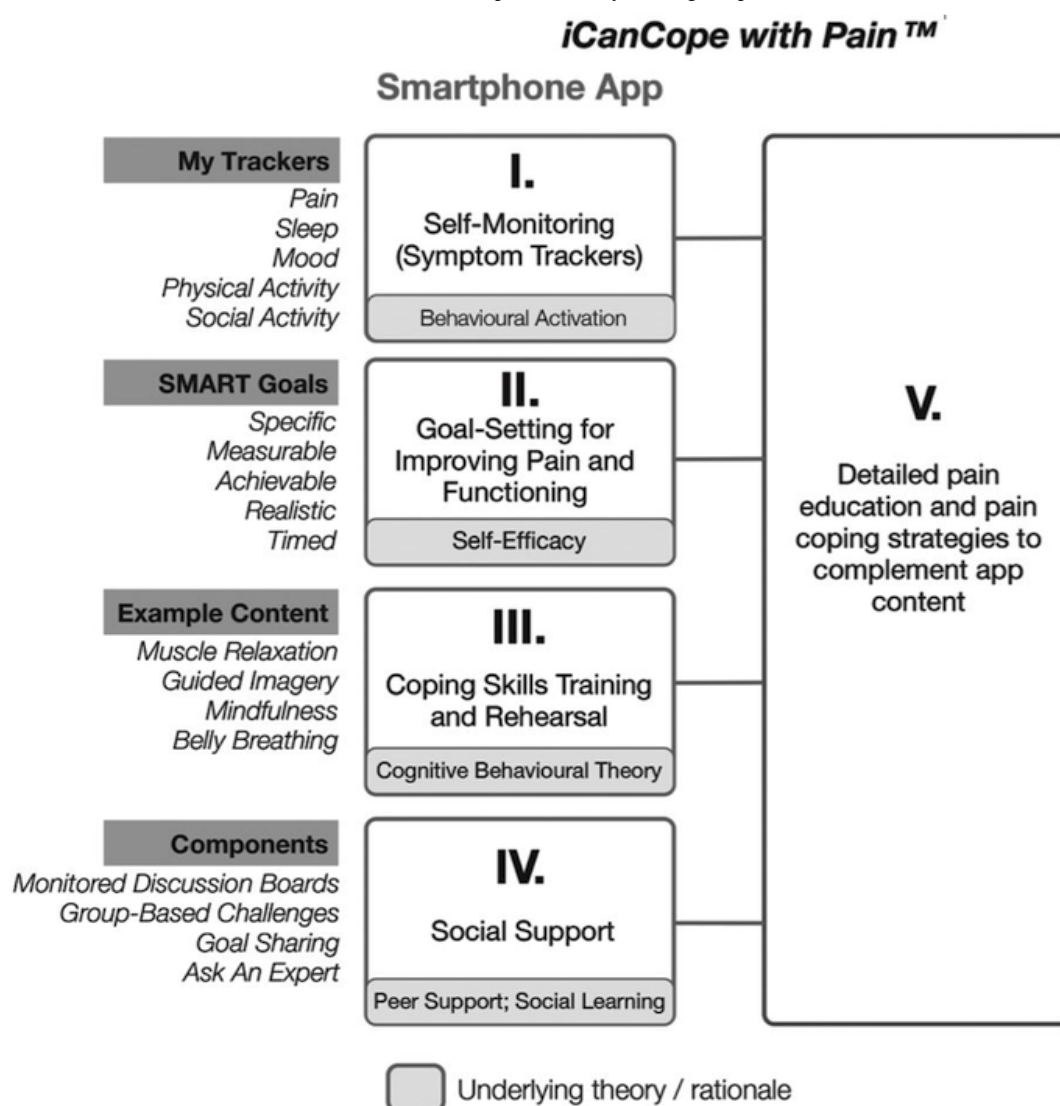 iCanCope with Pain™
Smartphone App
My Trackers
Pain
Sleep
Mood
Physical Activity
Social Activity
I.
Self-Monitoring
(Symptom Trackers)
Behavioural Activation
SMART Goals
Specific
Measurable
Achievable
Realistic
Timed
II.
Goal-Setting for
Improving Pain and
Functioning
Self-Efficacy
Example Content
Muscle Relaxation
Guided Imagery
Mindfulness
Belly Breathing
III.
Coping Skills Training
and Rehearsal
Cognitive Behavioural Theory
Components
Monitored Discussion Boards
Group-Based Challenges
Goal Sharing
Ask An Expert
IV.
Social Support
Peer Support; Social Learning
V.
Detailed pain
education and pain
coping strategies to
complement app
content
Underlying theory / rationale